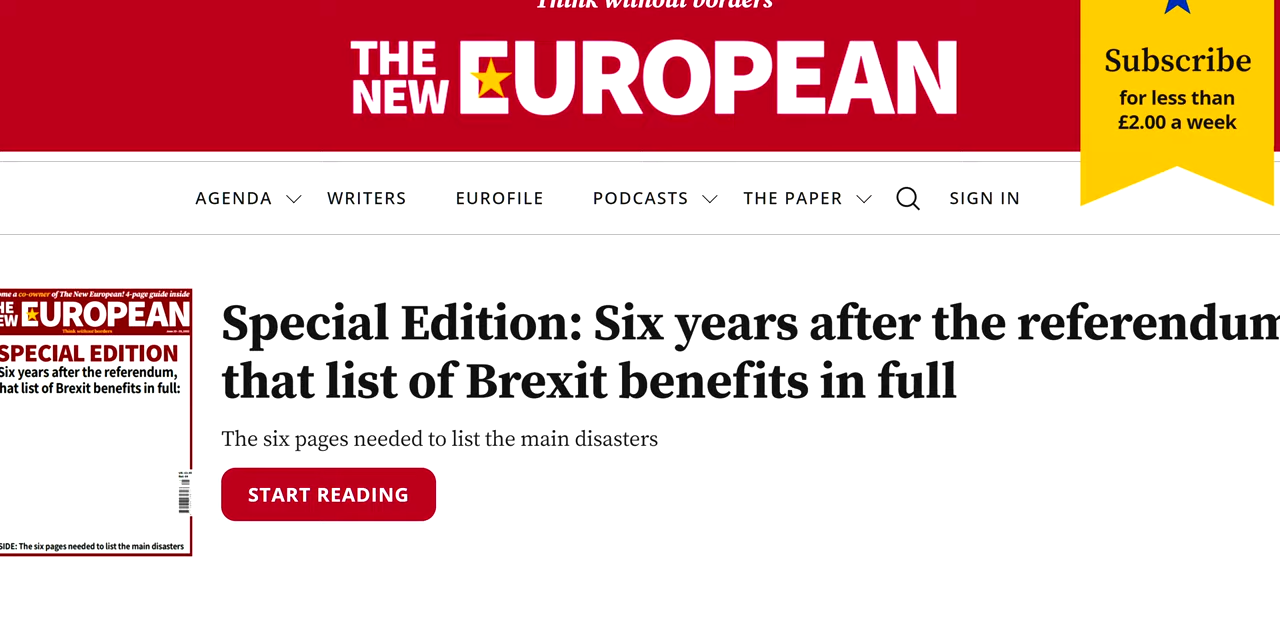 Think without borders
THE NEW EUROPEAN
Subscribe
for less than
£2.00 a week
AGENDA
WRITERS
EUROFILE
PODCASTS
THE PAPER
SIGN IN
co-owner of The New European! 4-page guide inside
EUROPEAN
Think without borders
SPECIAL EDITION
Six years after the referendum,
that list of Brexit benefits in full:
The six pages needed to list the main disasters
Special Edition: Six years after the referendum
that list of Brexit benefits in full
The six pages needed to list the main disasters
START READING